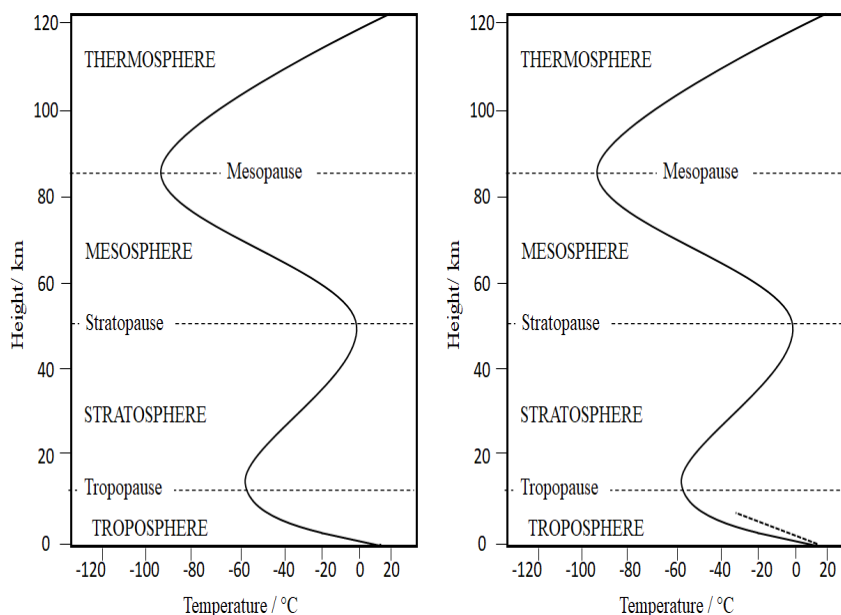 120
THERMOSPHERE
100
Mesopause
80
MESOSPHERE
60
Stratopause
40
STRATOSPHERE
20
Tropopause
TROPOSPHERE
0
Height/ km
-120 -100 -80 -60 -40 -20 0 20
Temperature / °C
120
THERMOSPHERE
100
Mesopause
80
MESOSPHERE
60
Stratopause
40
STRATOSPHERE
20
Tropopause
TROPOSPHERE
0
Height/ km
-120 -100 -80 -60 -40 -20 0 20
Temperature / °C